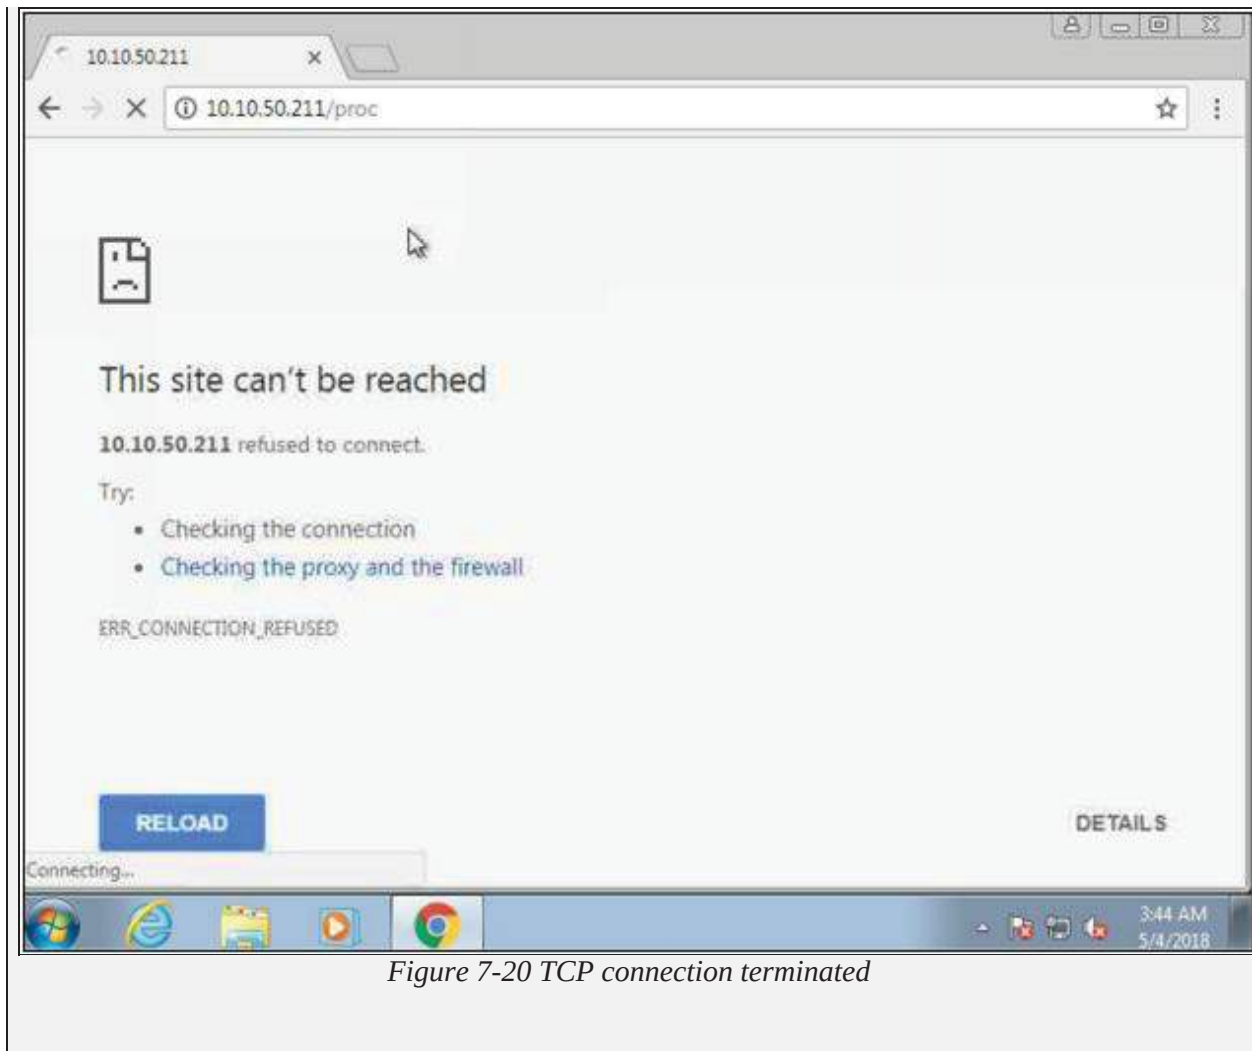 10.10.50.211
10.10.50.211/proc
This site can't be reached
10.10.50.211 refused to connect.
Try:
• Checking the connection
• Checking the proxy and the firewall
ERR_CONNECTION_REFUSED
RELOAD
DETAILS
Connecting...
3:44 AM
5/4/2018
Figure 7-20 TCP connection terminated